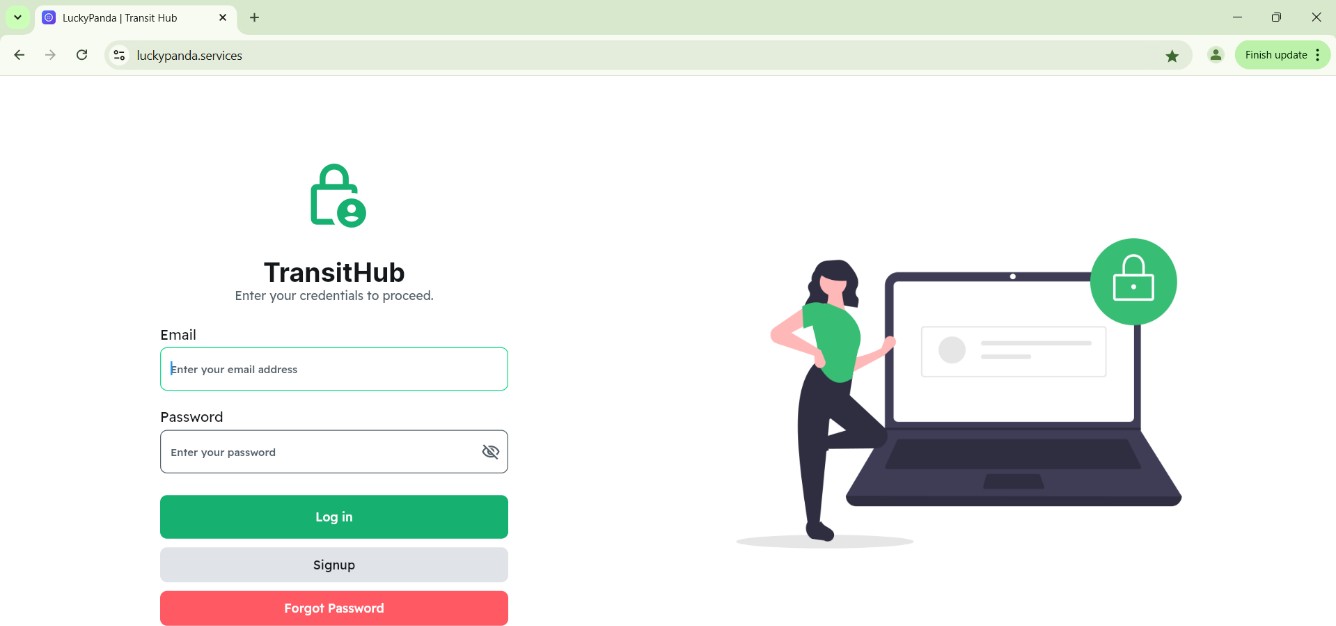 LuckyPanda | Transit Hub
luckypanda.services
Finish update
TransitHub
Enter your credentials to proceed.
Email
Enter your email address
Password
Enter your password
Log in
Signup
Forgot Password